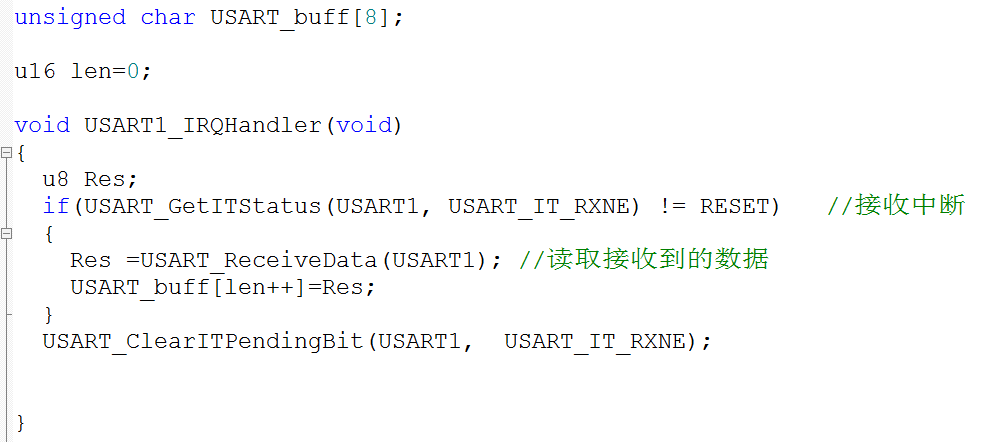 unsigned char USART_buff[8];
u16 len=0;
void USART1_IRQHandler(void)
{
u8 Res;
if(USART_GetITStatus(USART1, USART_IT_RXNE) != RESET) //接收中断
{
Res =USART_ReceiveData(USART1); //读取接收到的数据
USART_buff[len++]=Res;
}
USART_ClearITPendingBit(USART1, USART_IT_RXNE);
}